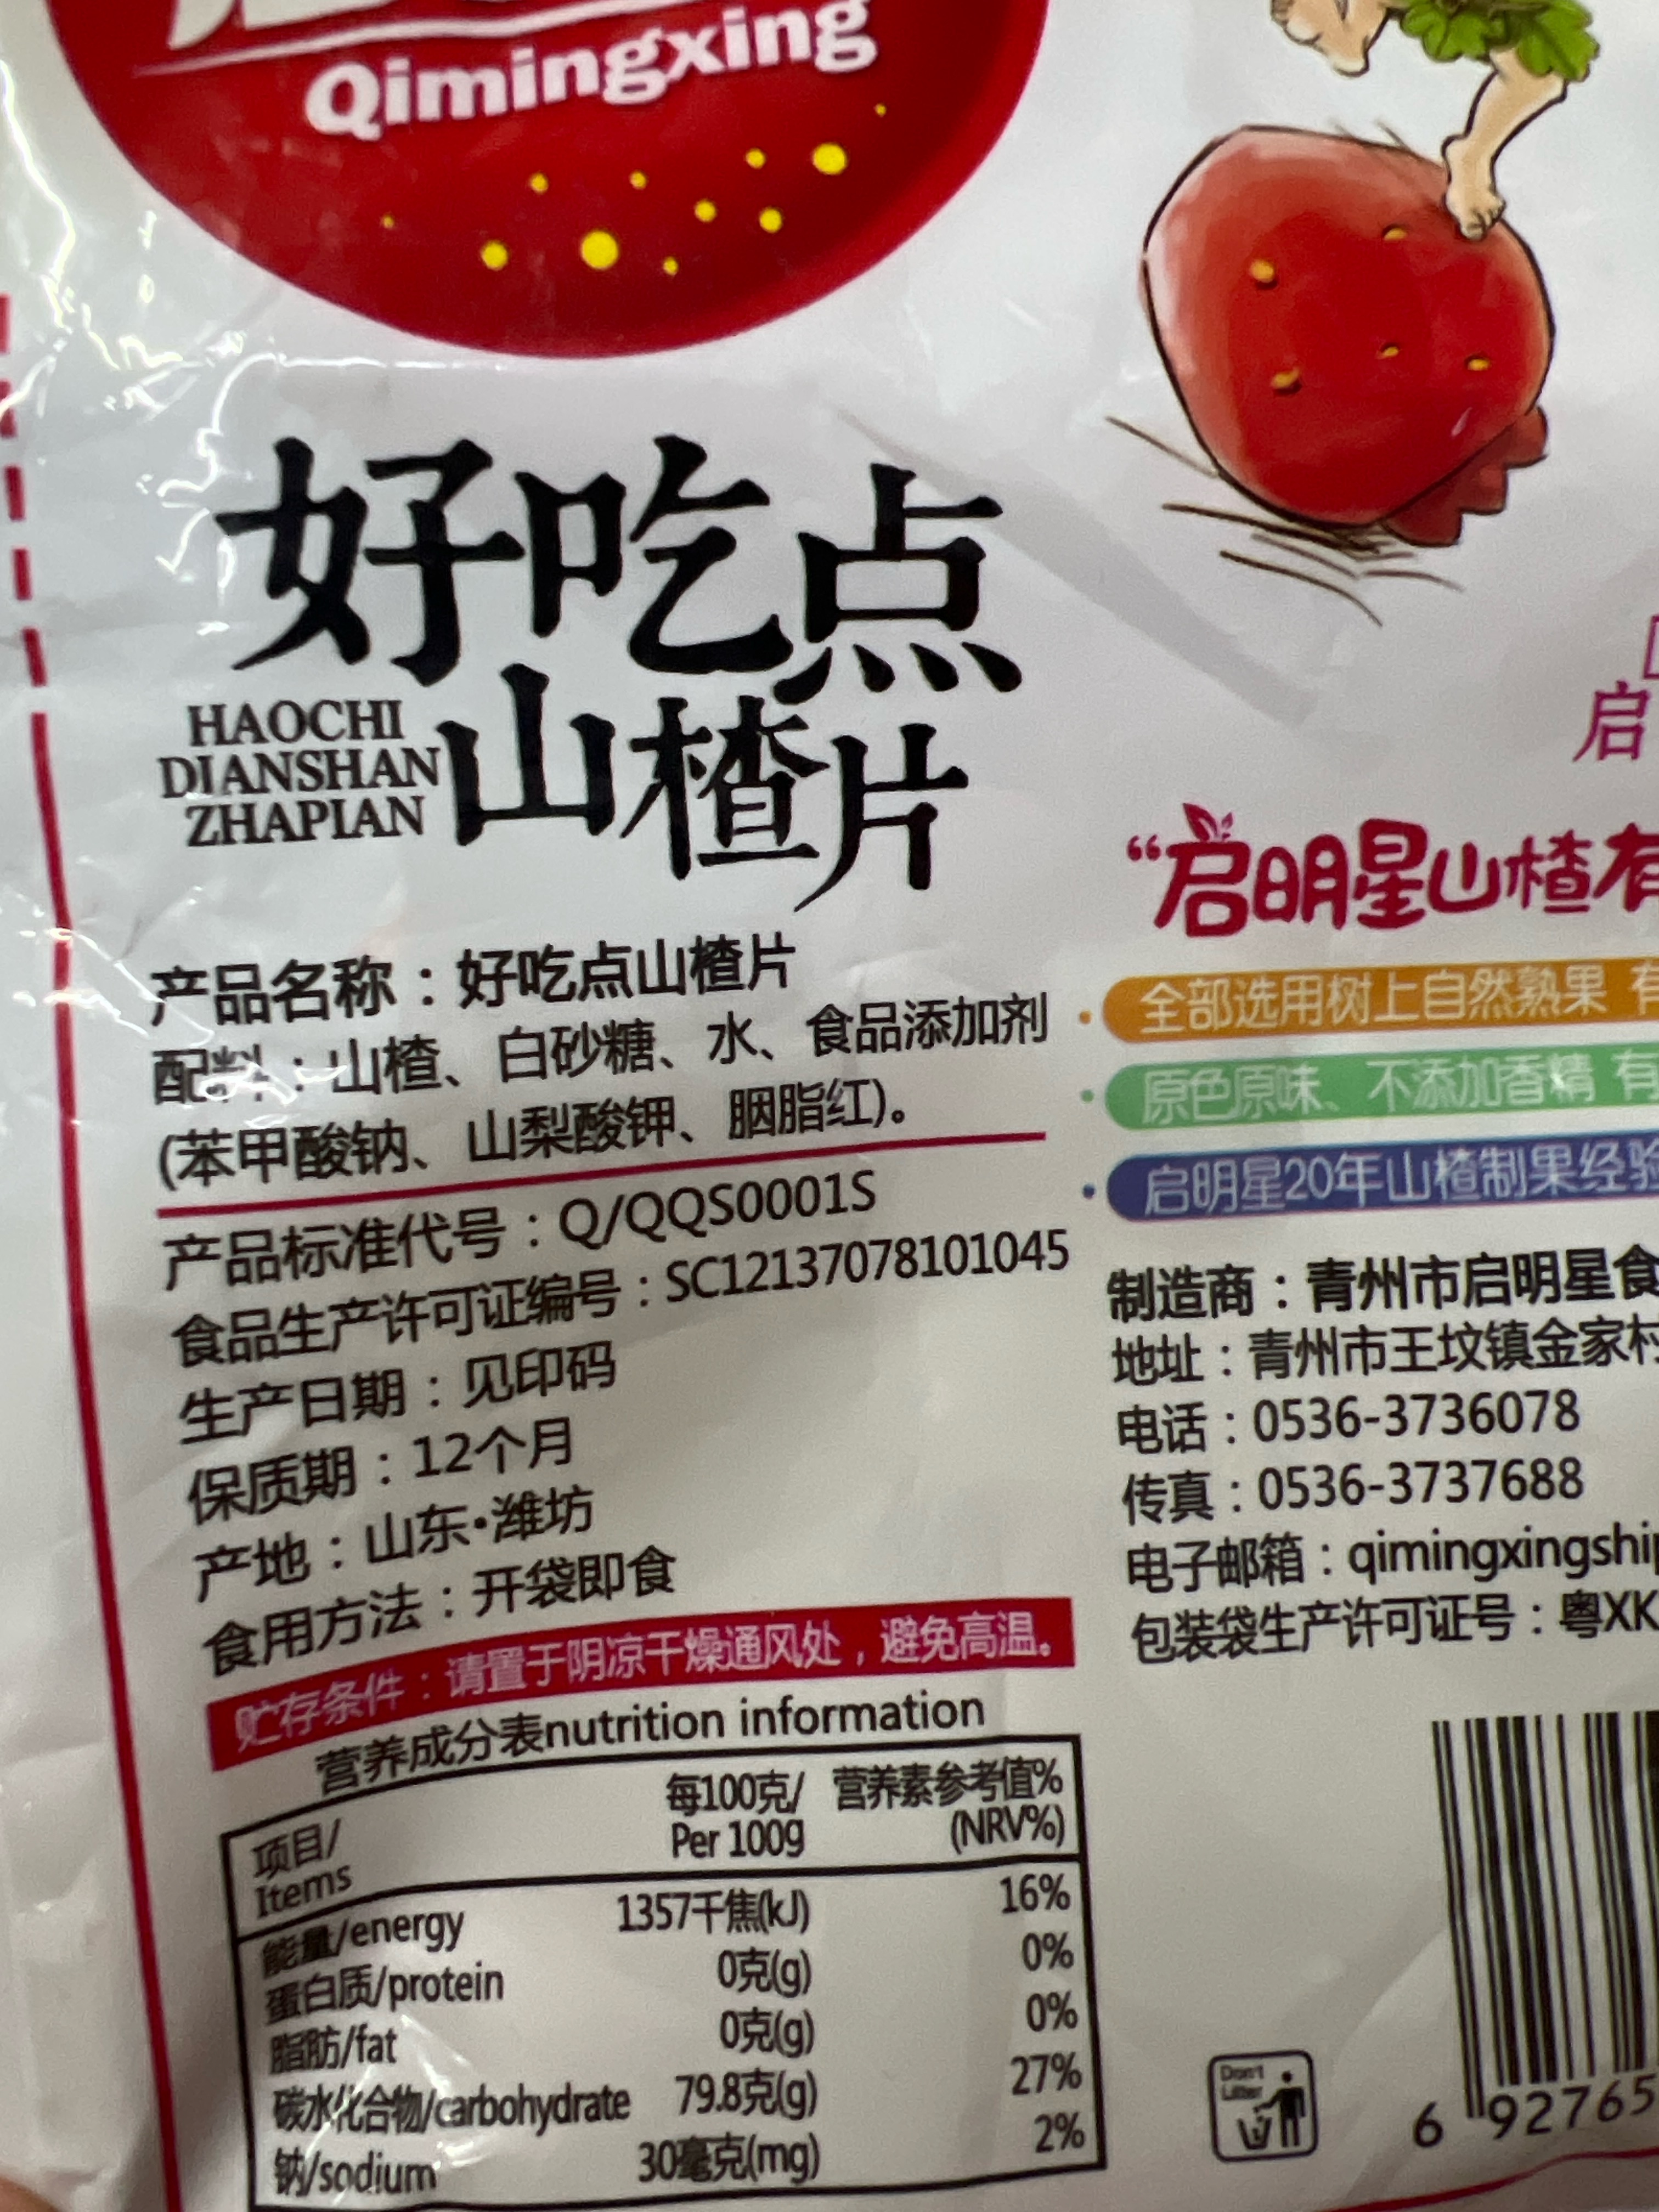 Qimingxing
好吃点
HAOCHI
DIANSHAN
ZHAPIAN
山楂片
产品名称：好吃点山楂片
配料：山楂、白砂糖、水、食品添加剂
(苯甲酸钠、山梨酸钾、胭脂红)。
产品标准代号：Q/QQS0001S
食品生产许可证编号：SC12137078101045
生产日期：见印码
保质期：12个月
产地：山东·潍坊
食用方法：开袋即食
贮存条件：请置于阴凉干燥通风处，避免高温。
营养成分表nutrition information
项目/ 每100克/ 营养素参考值%
Items Per 100g (NRV%)
能量/energy 1357千焦(kJ) 16%
蛋白质/protein 0克(g) 0%
脂肪/fat 0克(g) 0%
碳水化合物/carbohydrate 79.8克(g) 27%
钠/sodium 30毫克(mg) 2%
启
“启明星山楂有
·全部选用树上自然熟果 有
·原色原味、不添加香精 有
·启明星20年山楂制果经验
制造商：青州市启明星食
地址：青州市王坟镇金家村
电话：0536-3736078
传真：0536-3737688
电子邮箱：qimingxingship
包装袋生产许可证号：粤XK
Don't
Litter
6 92765